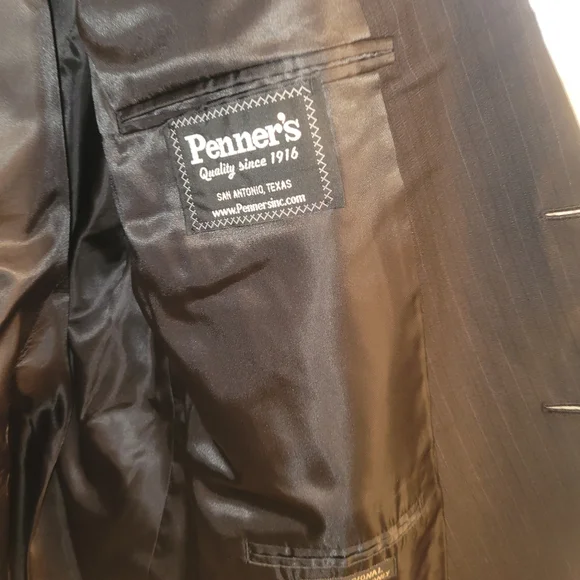 Penner's
Quality since 1916
SAN ANTONIO, TEXAS
www.Pennersinc.com